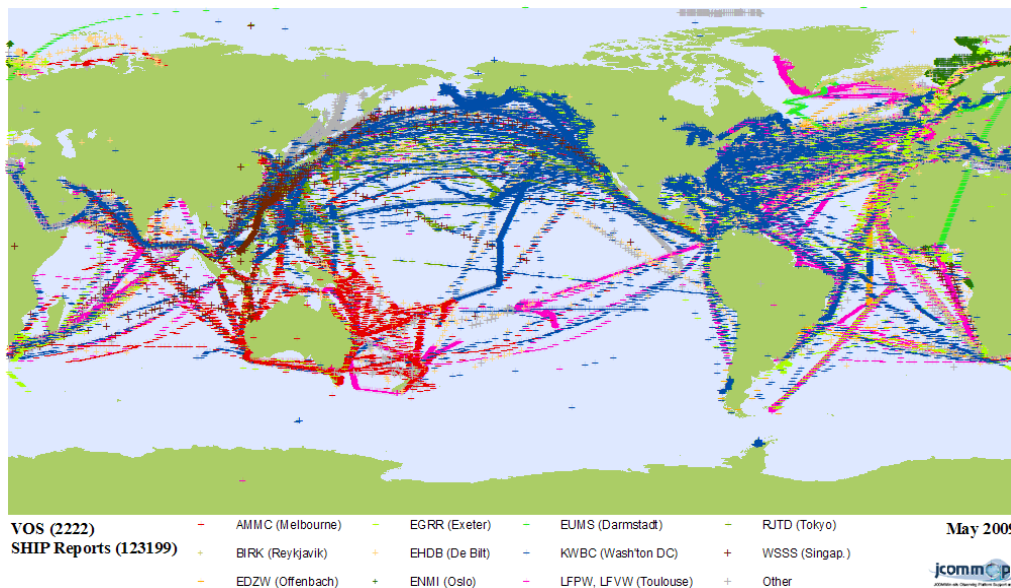 VOS (2222)
SHIP Reports (123199)
AMMC (Melbourne)
EGRR (Exeter)
EUMS (Darmstadt)
RJTD (Tokyo)
BIRK (Reykjavik)
EHDB (De Bilt)
KWBC (Wash'ton DC)
WSSS (Singap.)
EDZW (Offenbach)
ENMI (Oslo)
LFPW, LFVW (Toulouse)
Other
May 2009
jcommop